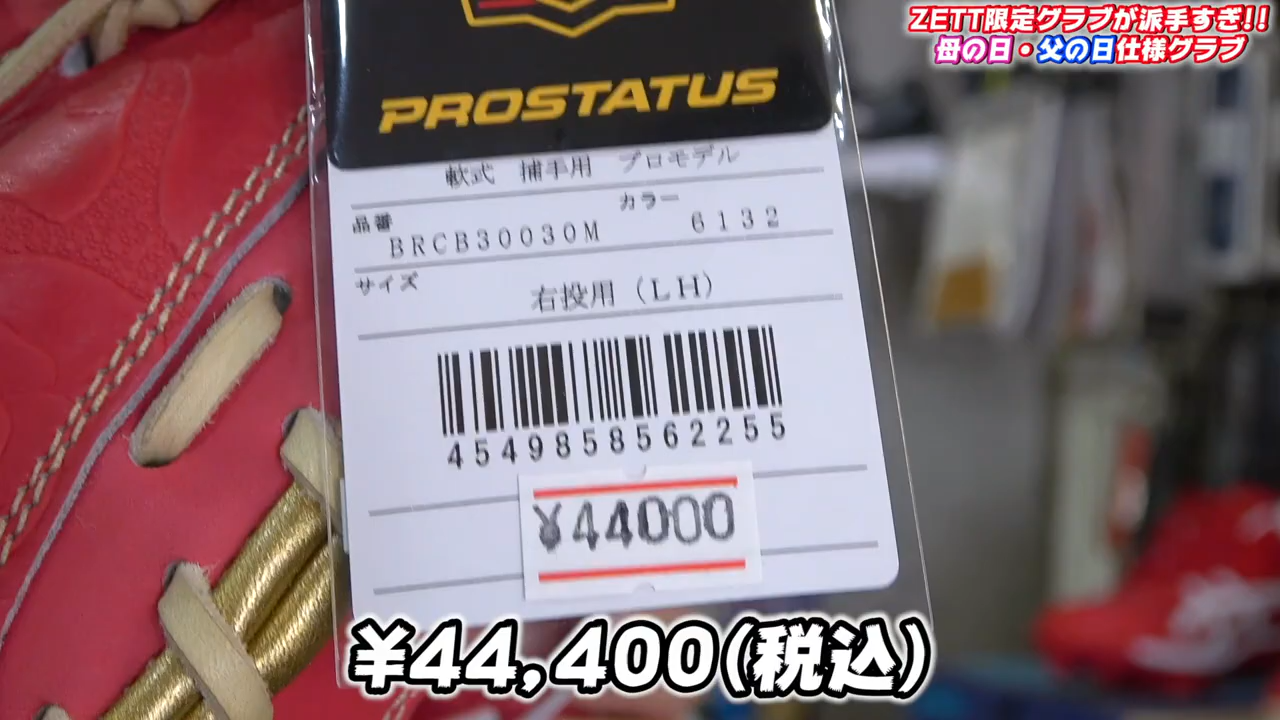 ZETT限定グラブが派手すぎ!!
母の日・父の日仕様グラブ
PROSTATUS
軟式 捕手用 プロモデル
品番 BRCB30030M カラー 6132
サイズ 右投用（LH）
4549858562255
¥44000
¥44,400(税込)